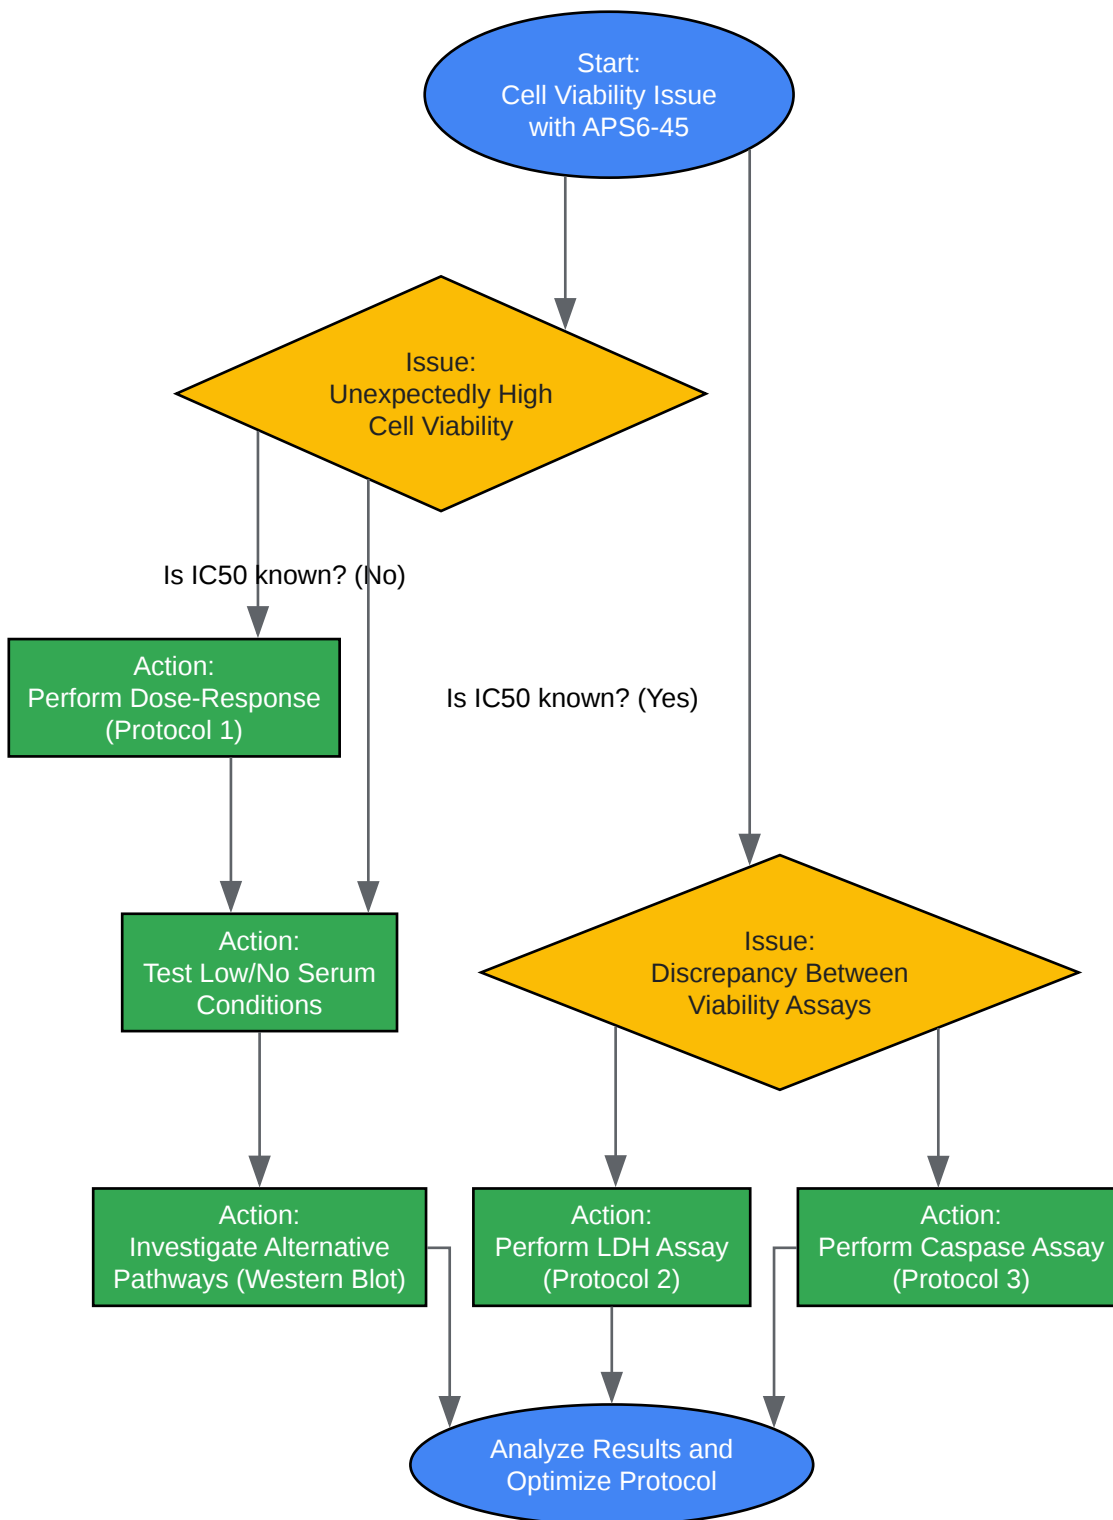 Start:
Cell Viability Issue
with APS6-45
Issue:
Unexpectedly High
Cell Viability
Is IC50 known? (No)
Action:
Perform Dose-Response
(Protocol 1)
Is IC50 known? (Yes)
Action:
Test Low/No Serum
Conditions
Issue:
Discrepancy Between
Viability Assays
Action:
Investigate Alternative
Pathways (Western Blot)
Action:
Perform LDH Assay
(Protocol 2)
Action:
Perform Caspase Assay
(Protocol 3)
Analyze Results and
Optimize Protocol